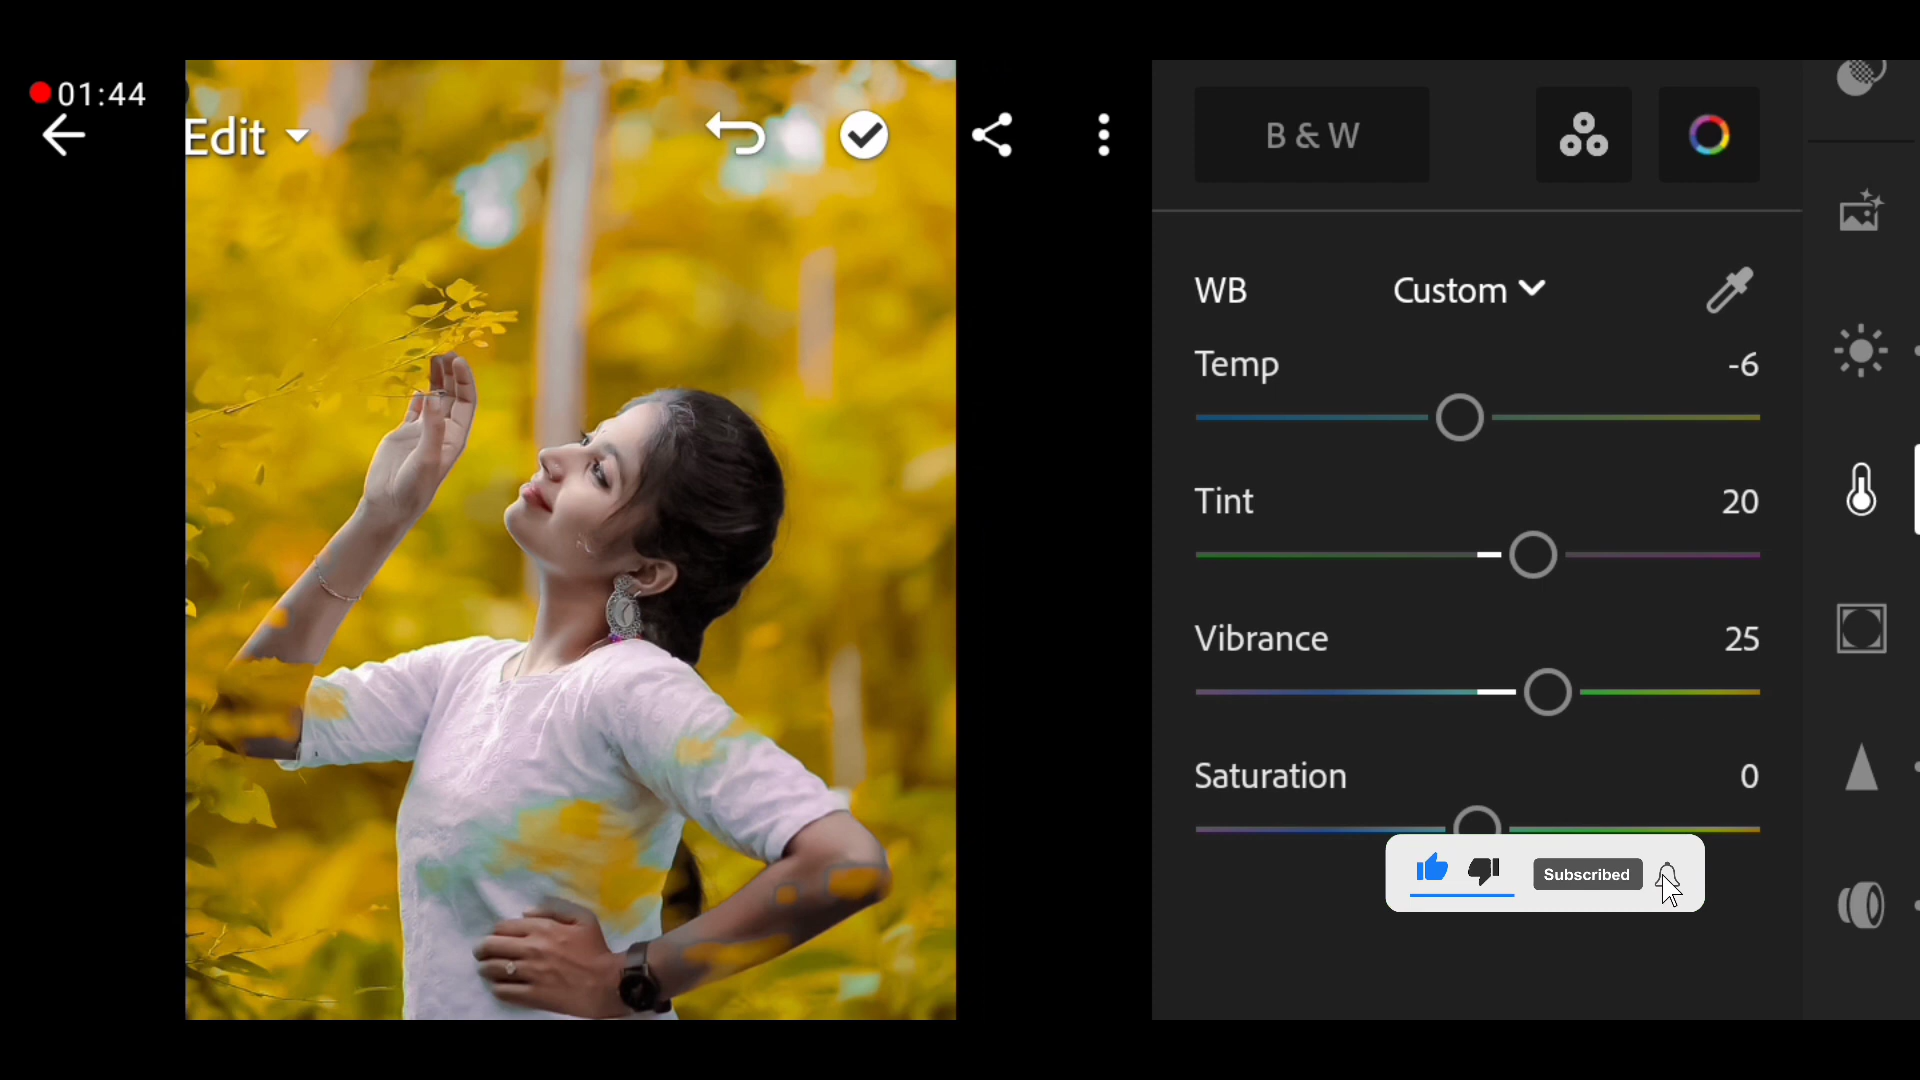 01:44
Edit
B & W
WB Custom
Temp -6
Tint 20
Vibrance 25
Saturation 0
Subscribed